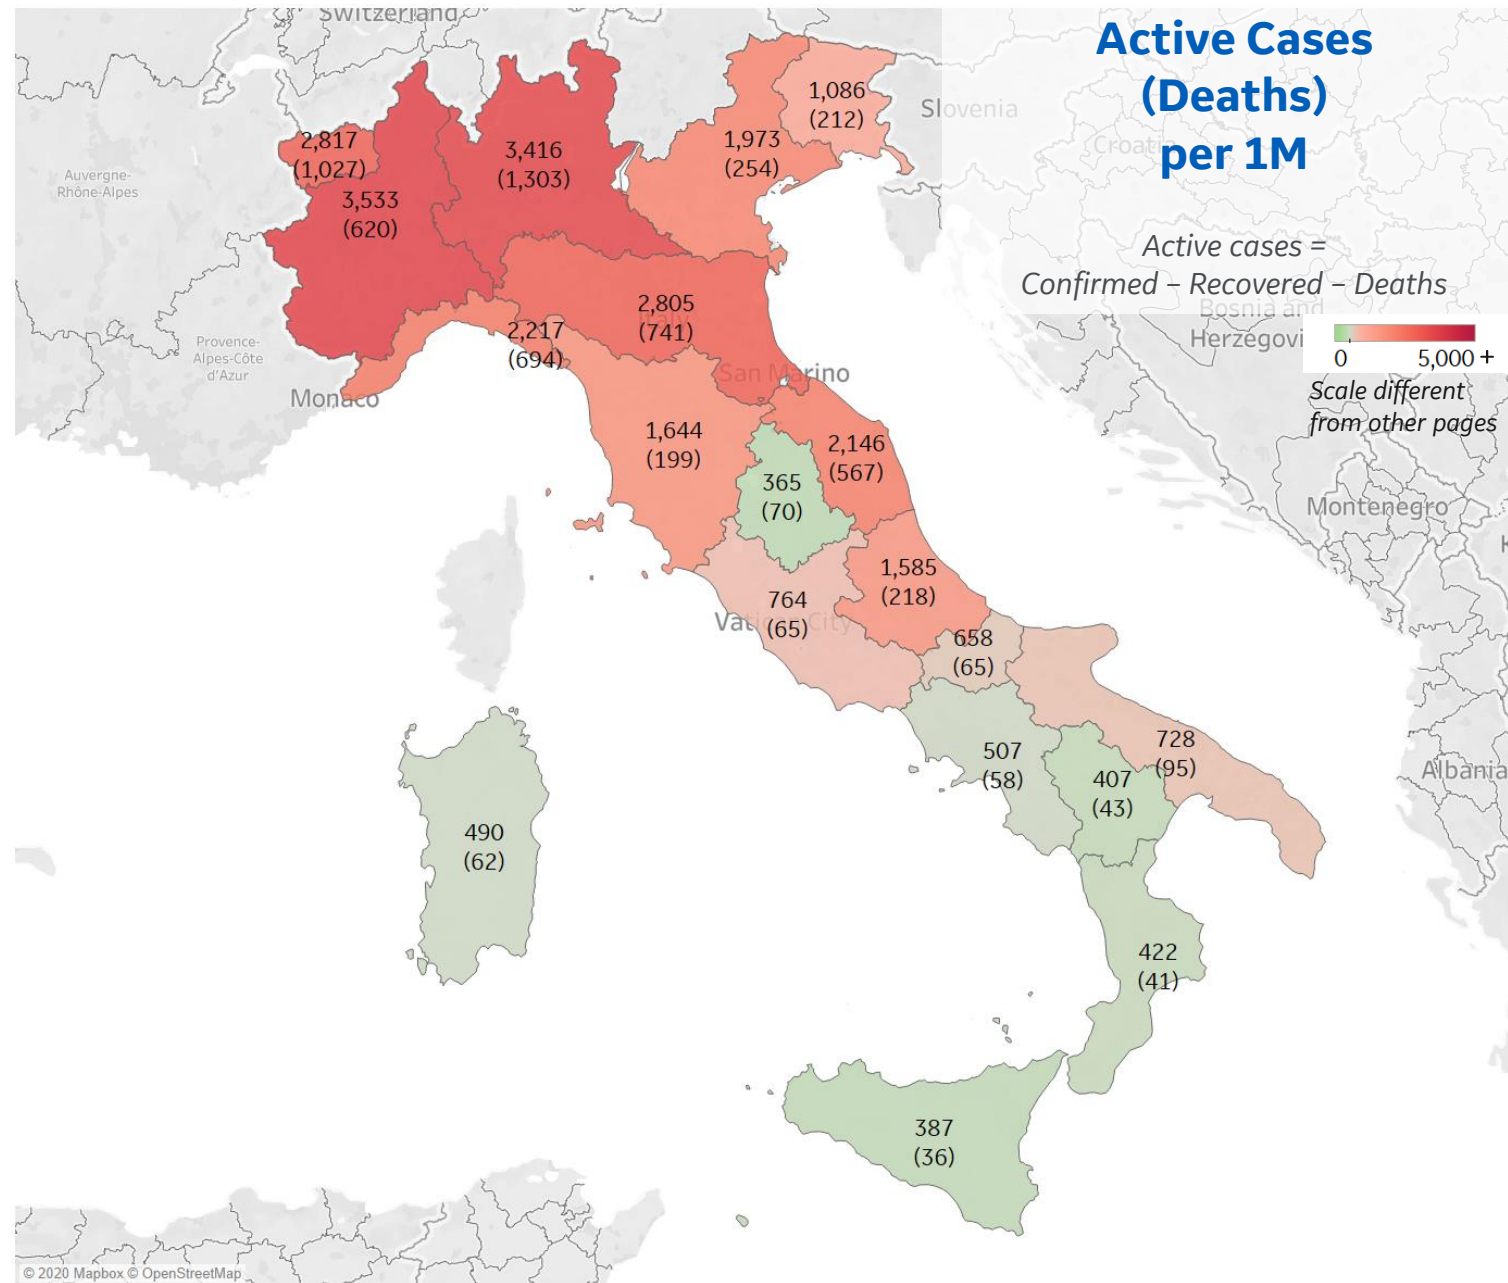 Switzerland
Active Cases
(Deaths)
per 1M
Active cases =
Confirmed – Recovered – Deaths
0
5,000 +
Scale different
from other pages
Slovenia
Croatia
Bosnia and
Herzegovi
Montenegro
Albania
Auvergne-
Rhône-Alpes
Provence-
Alpes-Côte
d'Azur
Monaco
San Marino
Vatican City
Italy
1,086
(212)
1,973
(254)
2,817
(1,027)
3,416
(1,303)
3,533
(620)
2,805
(741)
2,217
(694)
1,644
(199)
2,146
(567)
365
(70)
1,585
(218)
764
(65)
658
(65)
728
(95)
507
(58)
407
(43)
490
(62)
422
(41)
387
(36)
© 2020 Mapbox © OpenStreetMap